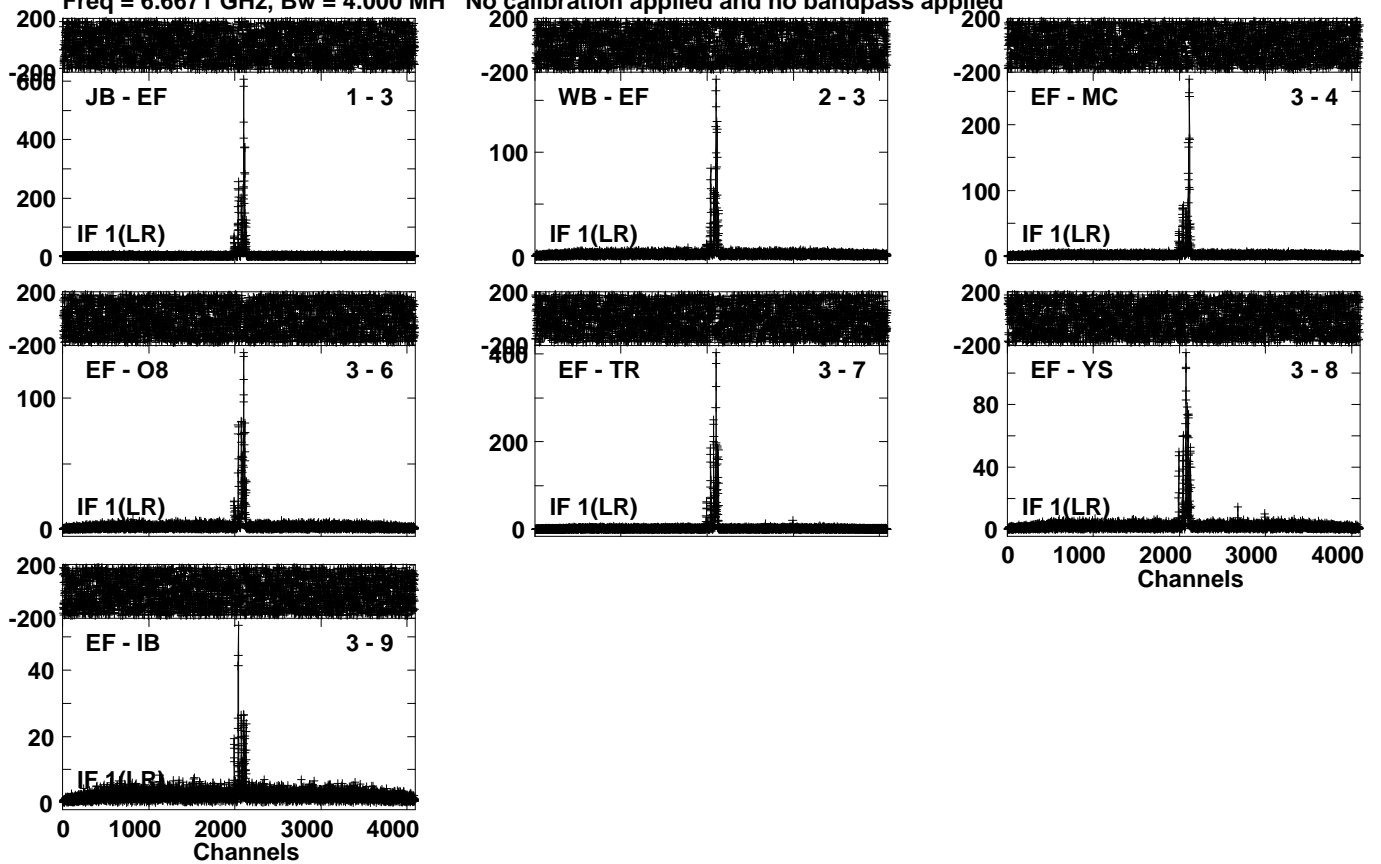 Freq = 6.6671 GHz, Bw = 4.000 MH No calibration applied and no bandpass applied
200
-200
JB - EF 1 - 3
600
400
200
0
IF 1(LR)
200
-200
WB - EF 2 - 3
100
0
IF 1(LR)
200
-200
EF - MC 3 - 4
200
100
0
IF 1(LR)
200
-200
EF - O8 3 - 6
100
0
IF 1(LR)
200
-200
EF - TR 3 - 7
400
200
0
IF 1(LR)
200
-200
EF - YS 3 - 8
80
40
0
IF 1(LR)
0 1000 2000 3000 4000
Channels
200
-200
EF - IB 3 - 9
40
20
0
IF 1(LR)
0 1000 2000 3000 4000
Channels